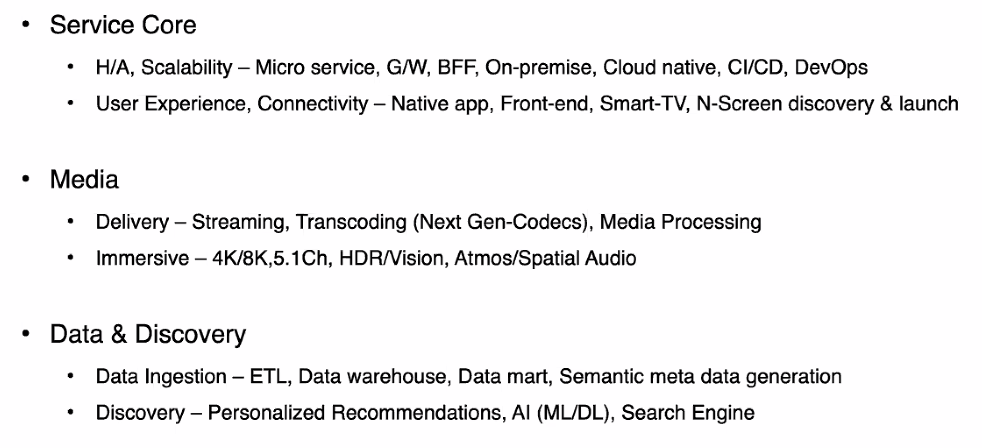 • Service Core
• H/A, Scalability – Micro service, G/W, BFF, On-premise, Cloud native, CI/CD, DevOps
• User Experience, Connectivity – Native app, Front-end, Smart-TV, N-Screen discovery & launch
• Media
• Delivery – Streaming, Transcoding (Next Gen-Codecs), Media Processing
• Immersive – 4K/8K,5.1Ch, HDR/Vision, Atmos/Spatial Audio
• Data & Discovery
• Data Ingestion – ETL, Data warehouse, Data mart, Semantic meta data generation
• Discovery – Personalized Recommendations, AI (ML/DL), Search Engine